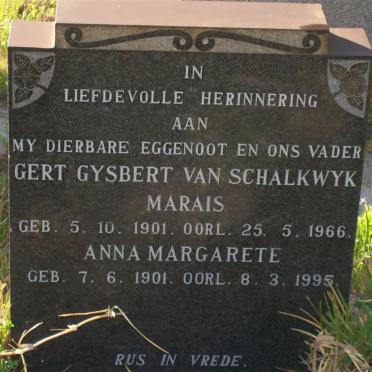 IN
LIEFDEVOLLE HERINNERING
AAN
MY DIERBARE EGGENOOT EN ONS VADER
GERT GYSBERT VAN SCHALKWYK
MARAIS
GEB. 5. 10. 1901. OORL. 25. 5. 1966.
ANNA MARGARETE
GEB. 7. 6. 1901. OORL. 8. 3. 1995.
RUS IN VREDE.